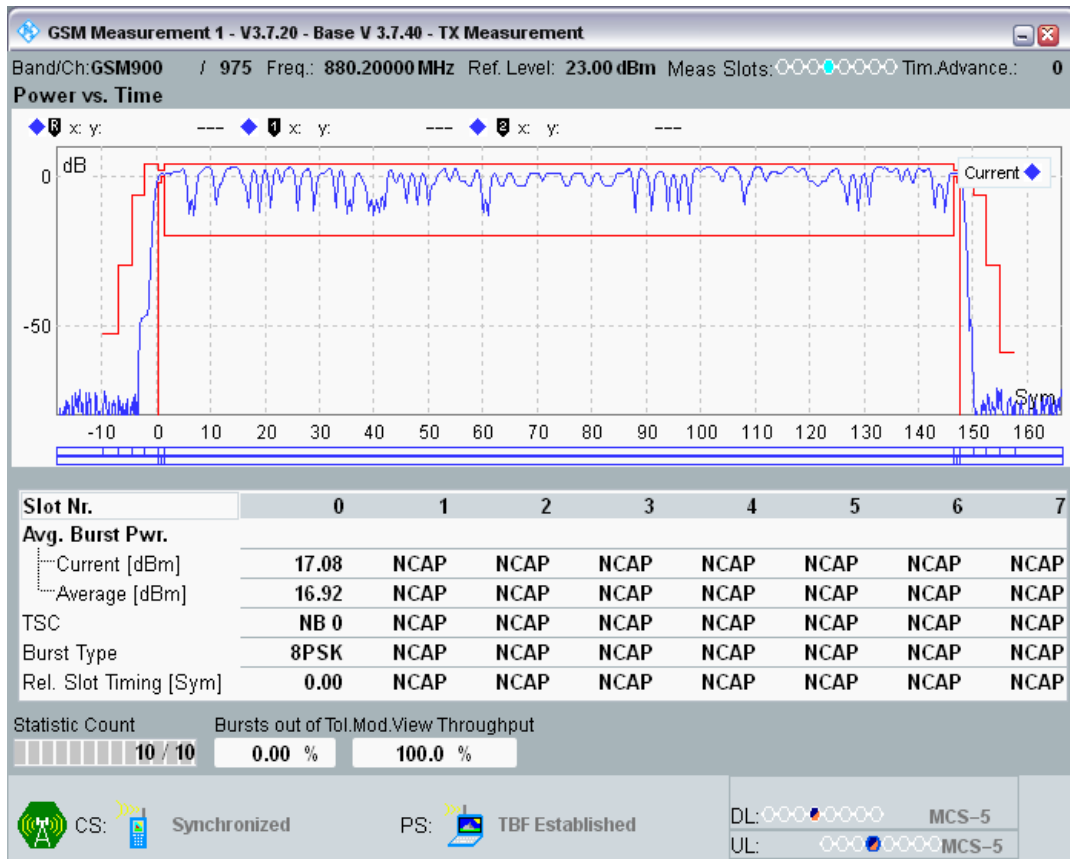 GSM Measurement 1 - V3.7.20 - Base V 3.7.40 - TX Measurement
Band/Ch:GSM900 / 975 Freq.: 880.20000 MHz Ref. Level: 23.00 dBm Meas Slots: Tim.Advance.: 0
Power vs. Time
R x: y: --- 1 x: y: --- 2 x: y: ---
dB
Current
0
-50
Sym
-10 0 10 20 30 40 50 60 70 80 90 100 110 120 130 140 150 160
Slot Nr. 0 1 2 3 4 5 6 7
Avg. Burst Pwr.
Current [dBm] 17.08 NCAP NCAP NCAP NCAP NCAP NCAP NCAP
Average [dBm] 16.92 NCAP NCAP NCAP NCAP NCAP NCAP NCAP
TSC NB 0 NCAP NCAP NCAP NCAP NCAP NCAP NCAP
Burst Type 8PSK NCAP NCAP NCAP NCAP NCAP NCAP NCAP
Rel. Slot Timing [Sym] 0.00 NCAP NCAP NCAP NCAP NCAP NCAP NCAP
Statistic Count Bursts out of Tol.Mod.View Throughput
10 / 10 0.00 % 100.0 %
CS: Synchronized PS: TBF Established
DL: MCS-5
UL: MCS-5